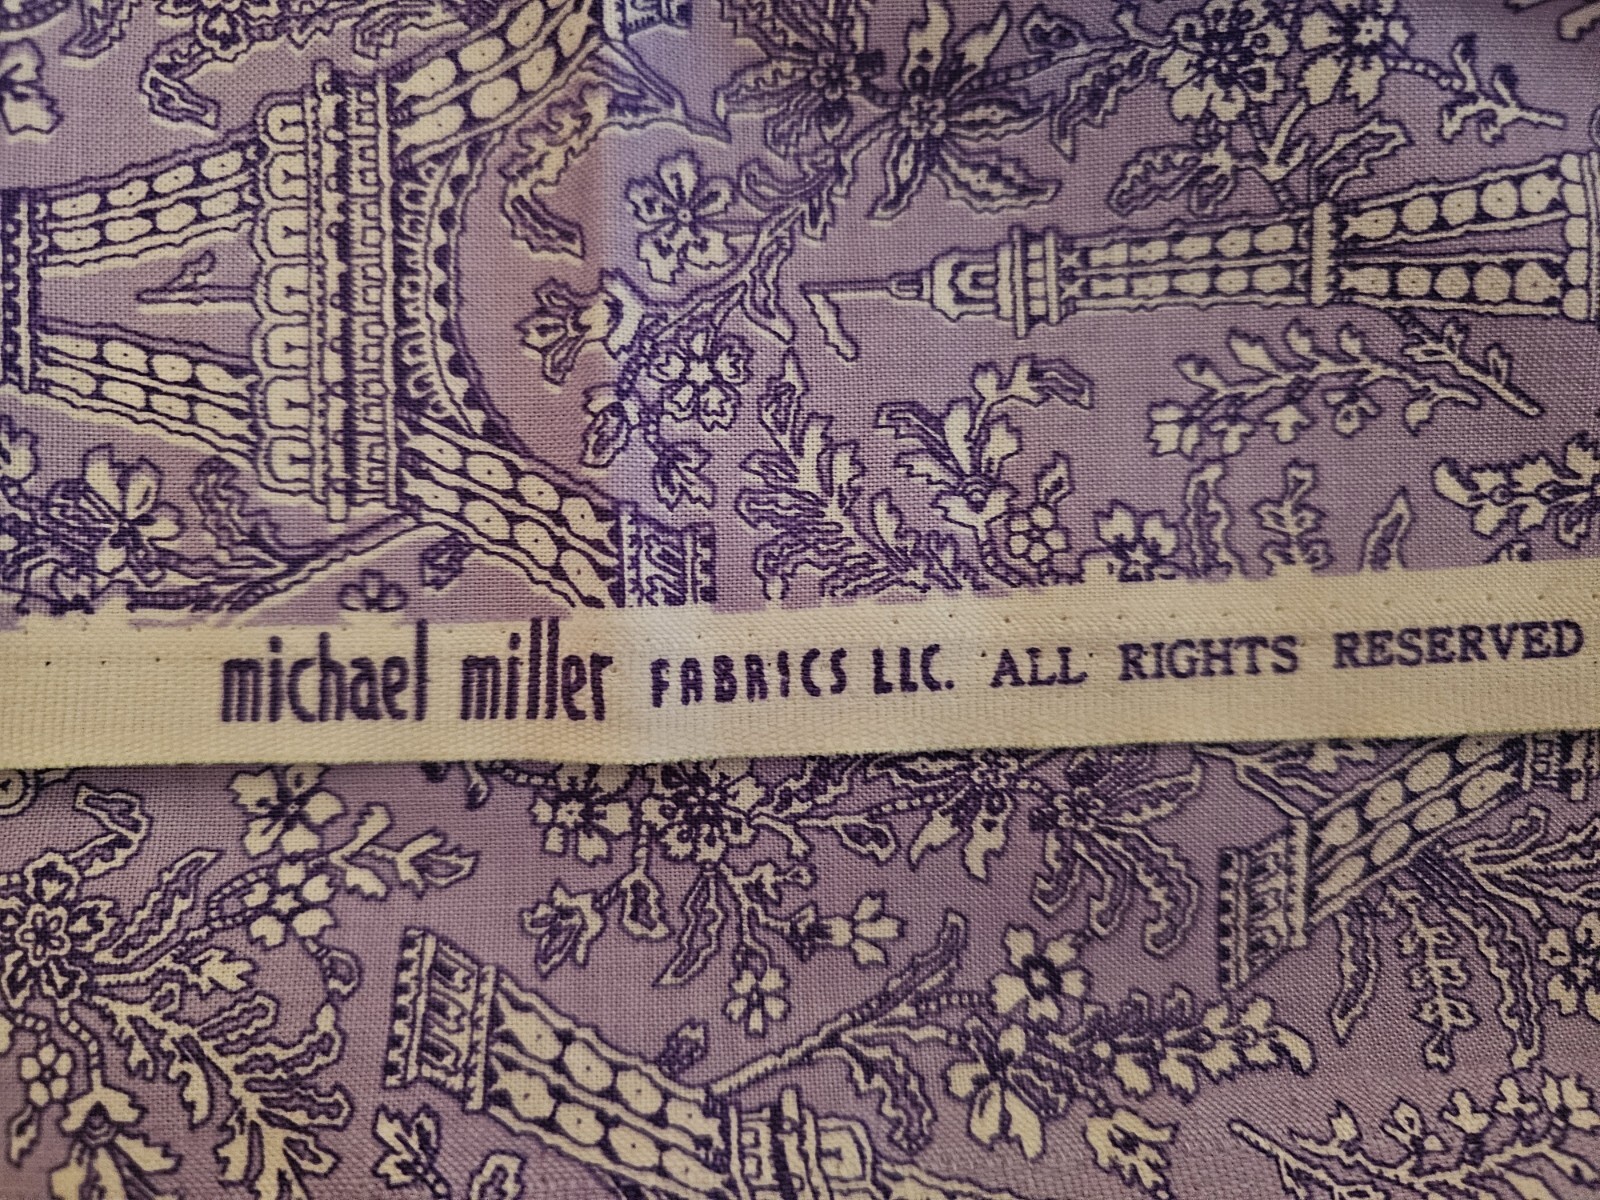 michael miller FABRICS LLC. ALL RIGHTS RESERVED